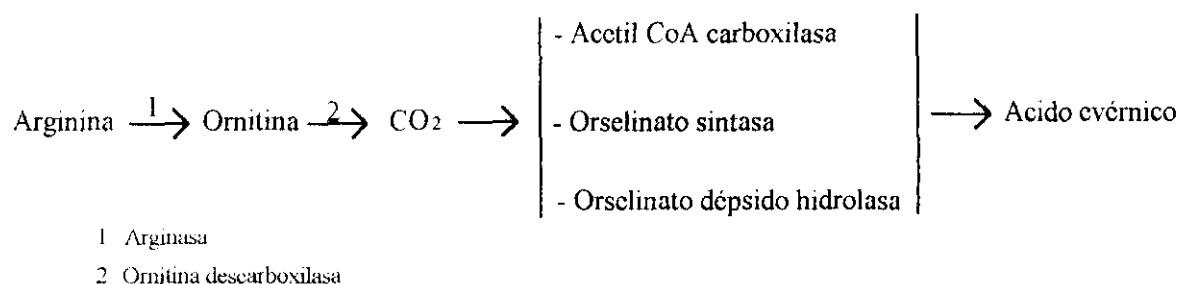 - Acetil CoA carboxilasa
Arginina 1 Ornitina 2 CO2 - Orselinato sintasa Acido evérnico
- Orselinato dépsido hidrolasa
1 Arginasa
2 Ornitina descarboxilasa